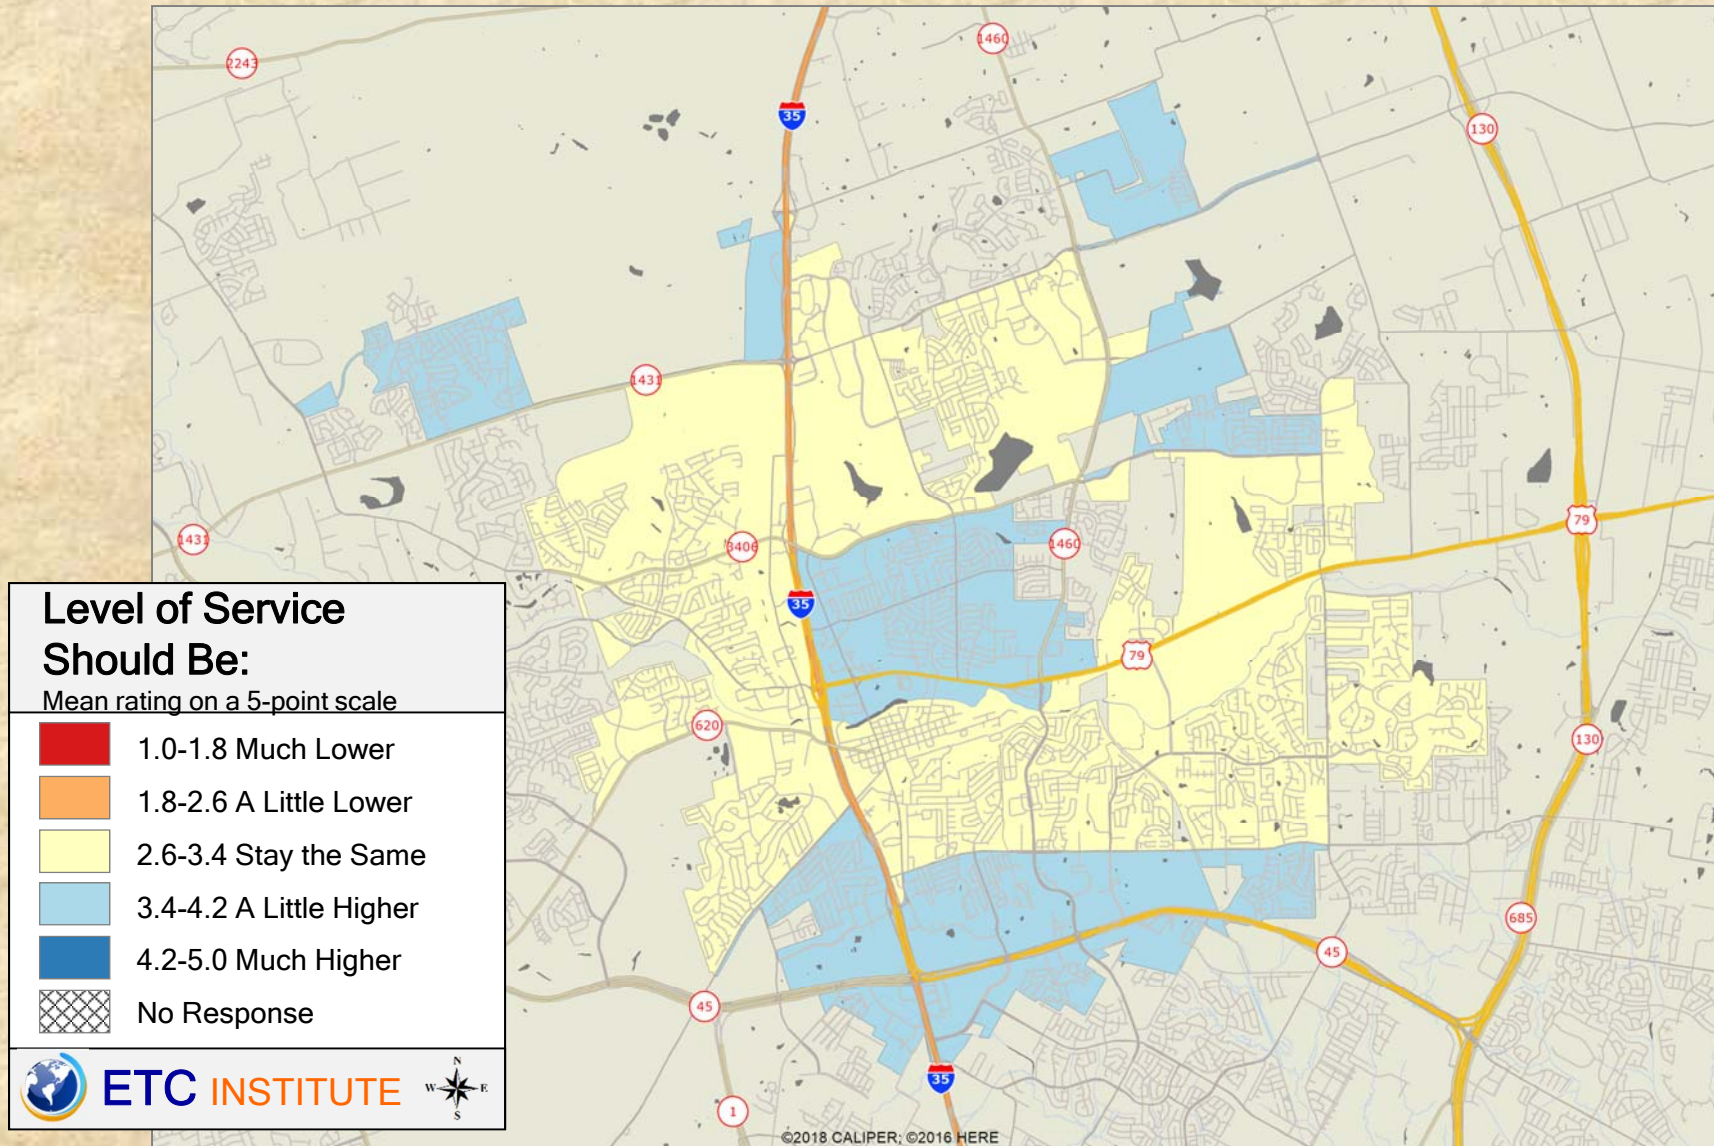 2243
1460
35
130
1431
1431
3406
1460
79
35
79
620
130
685
45
45
35
1
Level of Service
Should Be:
Mean rating on a 5-point scale
1.0-1.8 Much Lower
1.8-2.6 A Little Lower
2.6-3.4 Stay the Same
3.4-4.2 A Little Higher
4.2-5.0 Much Higher
No Response
ETC INSTITUTE
N
W E
S
©2018 CALIPER; ©2016 HERE